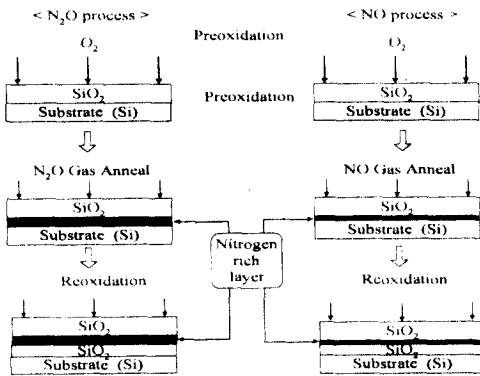 < N₂O process >
O₂
SiO₂
Substrate (Si)
N₂O Gas Anneal
SiO₂
Substrate (Si)
Reoxidation
SiO₂
SiO₂
Substrate (Si)
Preoxidation
Preoxidation
Nitrogen
rich
layer
< NO process >
O₂
SiO₂
Substrate (Si)
NO Gas Anneal
SiO₂
Substrate (Si)
Reoxidation
SiO₂
SiO₂
Substrate (Si)